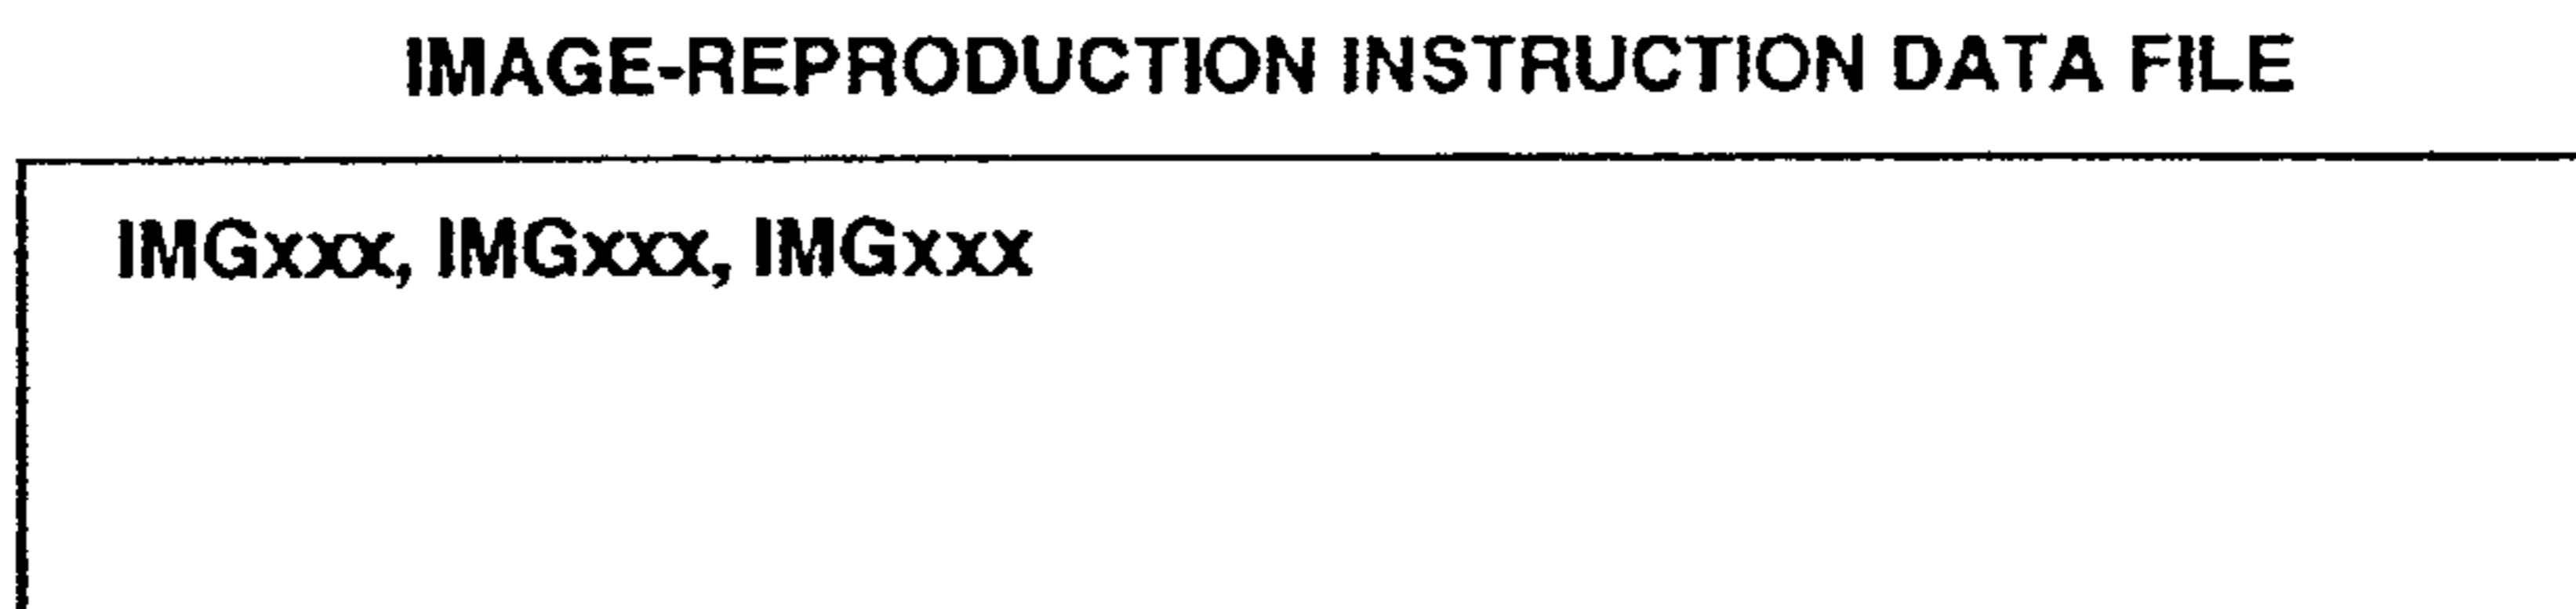 IMAGE-REPRODUCTION INSTRUCTION DATA FILE
IMGxxx, IMGxxx, IMGxxx